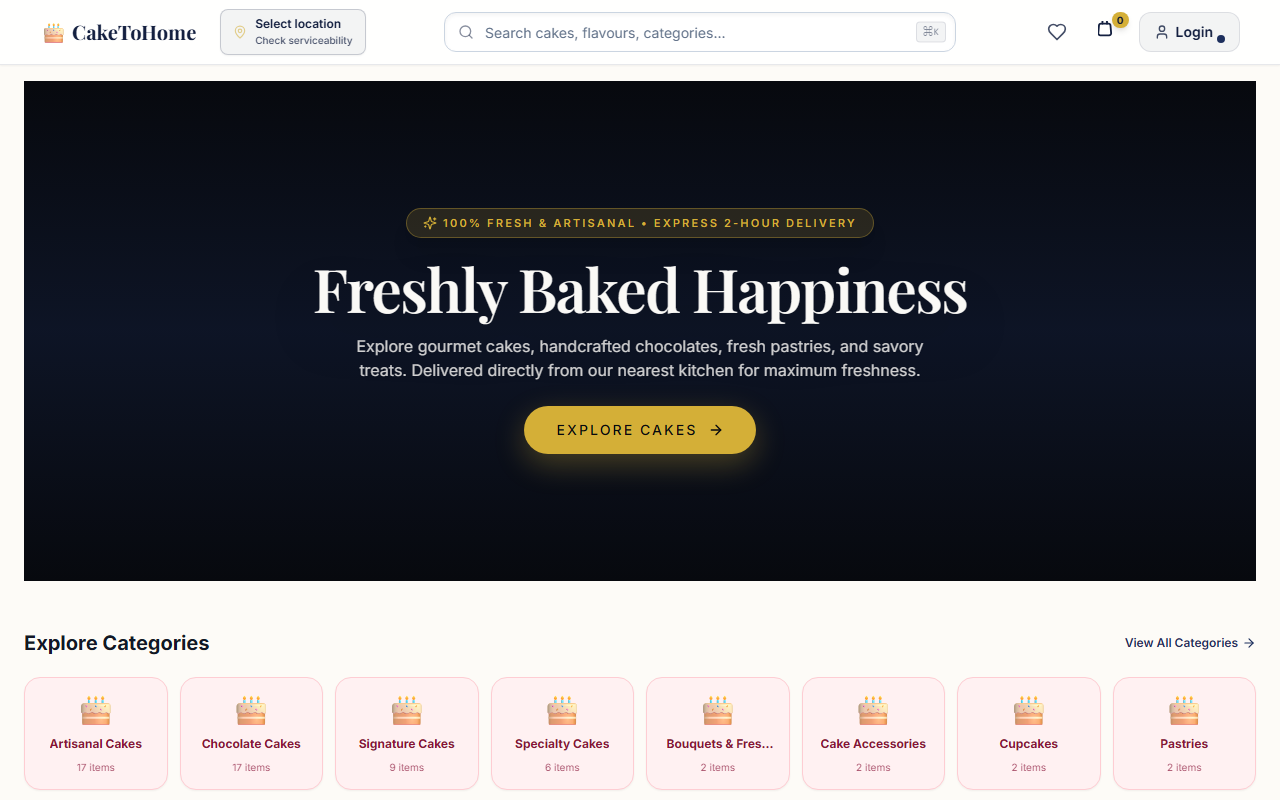 CakeToHome
Select location
Check serviceability
Search cakes, flavours, categories...
⌘K
0
Login
100% FRESH & ARTISANAL • EXPRESS 2-HOUR DELIVERY
Freshly Baked Happiness
Explore gourmet cakes, handcrafted chocolates, fresh pastries, and savory
treats. Delivered directly from our nearest kitchen for maximum freshness.
EXPLORE CAKES
Explore Categories
View All Categories
Artisanal Cakes
17 items
Chocolate Cakes
17 items
Signature Cakes
9 items
Specialty Cakes
6 items
Bouquets & Fres...
2 items
Cake Accessories
2 items
Cupcakes
2 items
Pastries
2 items